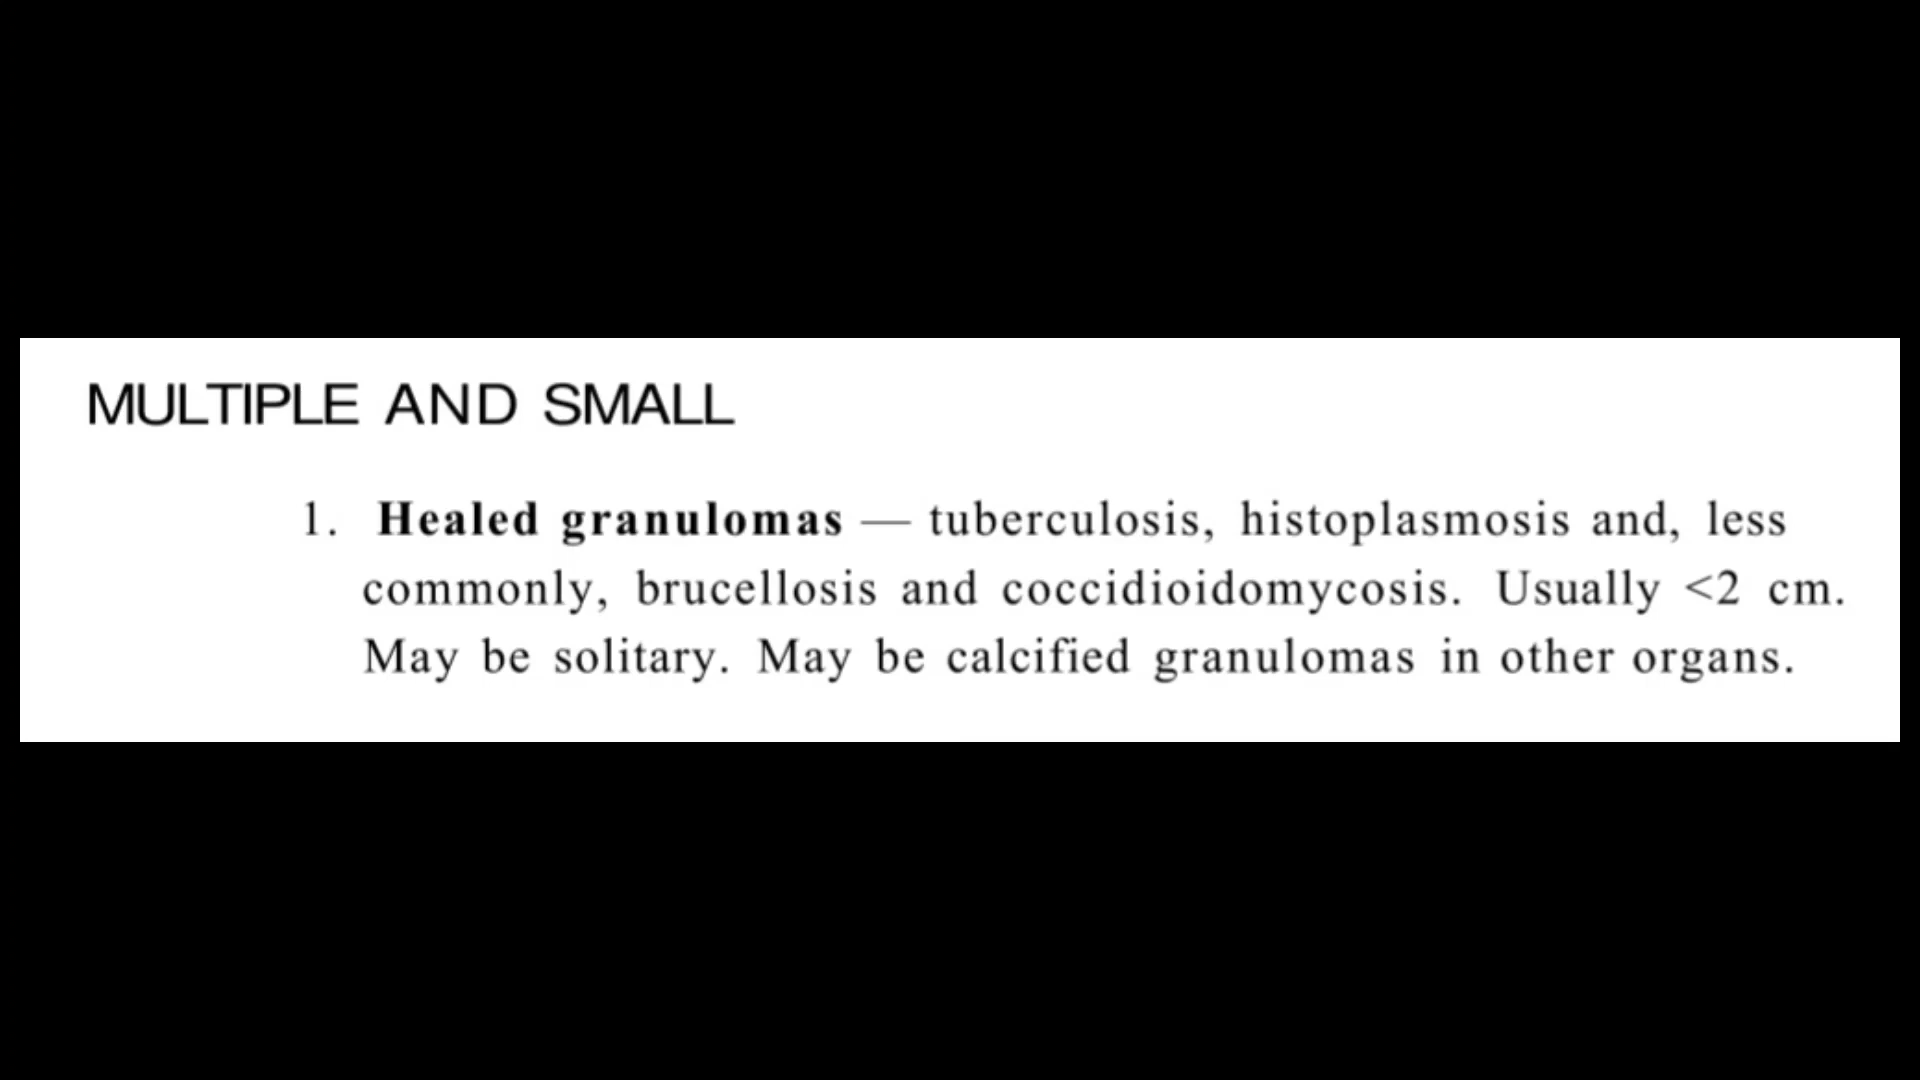 MULTIPLE AND SMALL
1. Healed granulomas — tuberculosis, histoplasmosis and, less
commonly, brucellosis and coccidioidomycosis. Usually <2 cm.
May be solitary. May be calcified granulomas in other organs.